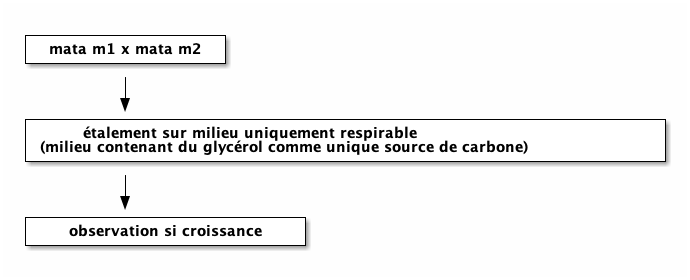 mata m1 x mata m2
étalement sur milieu uniquement respirable
(milieu contenant du glycérol comme unique source de carbone)
observation si croissance